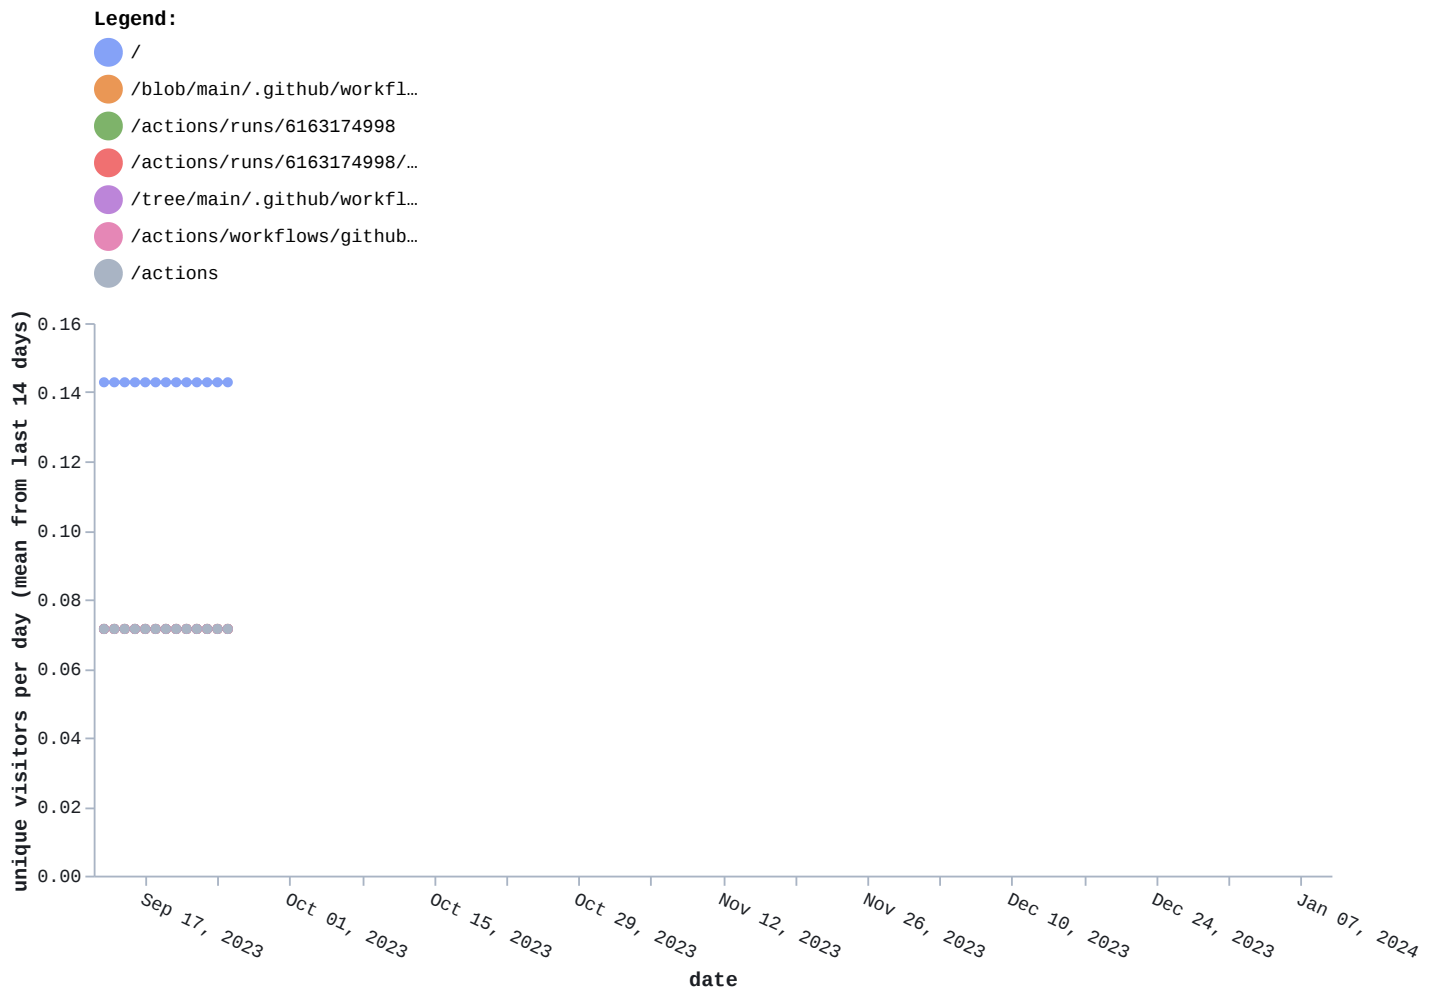 Legend:
/
/blob/main/.github/workfl…
/actions/runs/6163174998
/actions/runs/6163174998/…
/tree/main/.github/workfl…
/actions/workflows/github…
/actions
unique visitors per day (mean from last 14 days)
0.16
0.14
0.12
0.10
0.08
0.06
0.04
0.02
0.00
Sep 17, 2023
Oct 01, 2023
Oct 15, 2023
Oct 29, 2023
Nov 12, 2023
Nov 26, 2023
Dec 10, 2023
Dec 24, 2023
Jan 07, 2024
date